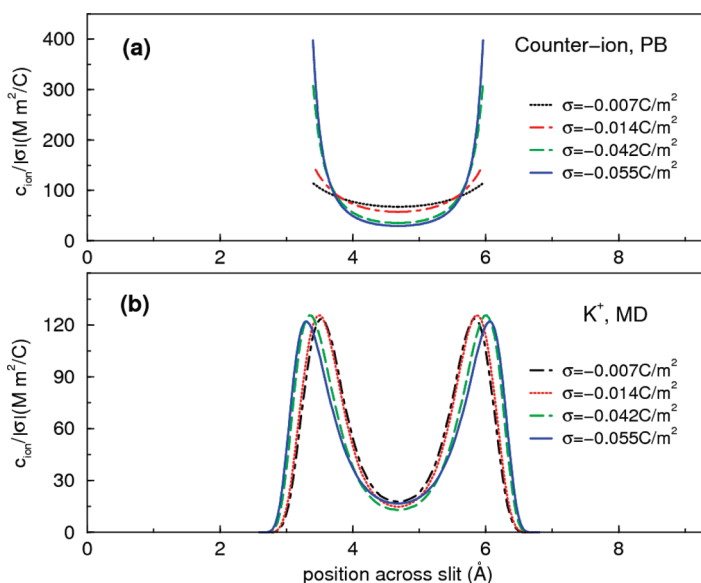 (a)
Counter−ion, PB
c_ion/|σ|(M m²/C)
400
300
200
100
0
σ=−0.007C/m²
σ=−0.014C/m²
σ=−0.042C/m²
σ=−0.055C/m²
0 2 4 6 8
(b)
K⁺, MD
c_ion/|σ|(M m²/C)
120
90
60
30
0
σ=−0.007C/m²
σ=−0.014C/m²
σ=−0.042C/m²
σ=−0.055C/m²
0 2 4 6 8
position across slit (Å)